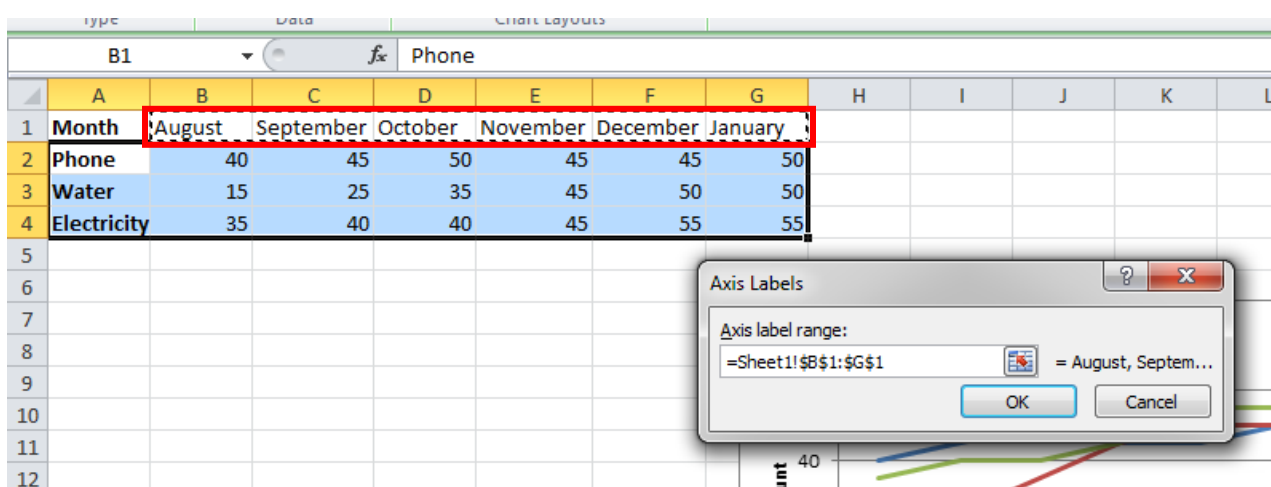 Type Data Chart Layouts
B1 fx Phone
A B C D E F G H I J K L
1 Month August September October November December January
2 Phone 40 45 50 45 45 50
3 Water 15 25 35 45 50 50
4 Electricity 35 40 40 45 55 55
5
6
7
8
9
10
11
12
Axis Labels ? X
Axis label range:
=Sheet1!$B$1:$G$1 = August, Septem...
OK Cancel
40